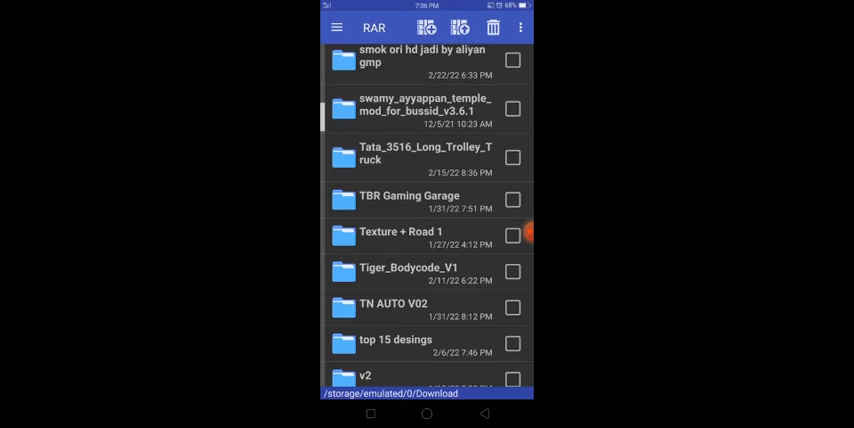 7:06 PM
68%
RAR
smok ori hd jadi by aliyan
gmp
2/22/22 6:33 PM
swamy_ayyappan_temple_
mod_for_bussid_v3.6.1
12/5/21 10:23 AM
Tata_3516_Long_Trolley_T
ruck
2/15/22 8:36 PM
TBR Gaming Garage
1/31/22 7:51 PM
Texture + Road 1
1/27/22 4:12 PM
Tiger_Bodycode_V1
2/11/22 6:22 PM
TN AUTO V02
1/31/22 8:12 PM
top 15 desings
2/6/22 7:46 PM
v2
/storage/emulated/0/Download